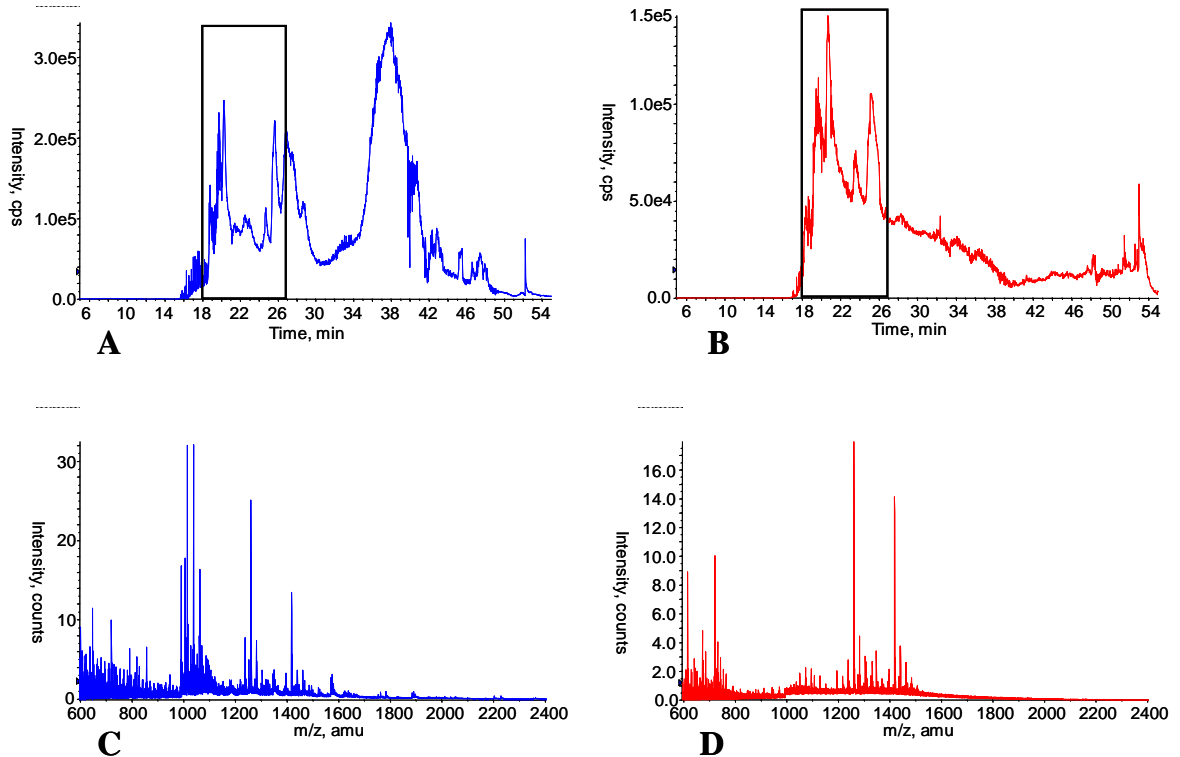 Intensity, cps
3.0e5
2.0e5
1.0e5
0.0
6 10 14 18 22 26 30 34 38 42 46 50 54
Time, min
A
Intensity, cps
1.5e5
1.0e5
5.0e4
0.0
6 10 14 18 22 26 30 34 38 42 46 50 54
Time, min
B
Intensity, counts
30
20
10
0
600 800 1000 1200 1400 1600 1800 2000 2200 2400
m/z, amu
C
Intensity, counts
16.0
14.0
12.0
10.0
8.0
6.0
4.0
2.0
0.0
600 800 1000 1200 1400 1600 1800 2000 2200 2400
m/z, amu
D